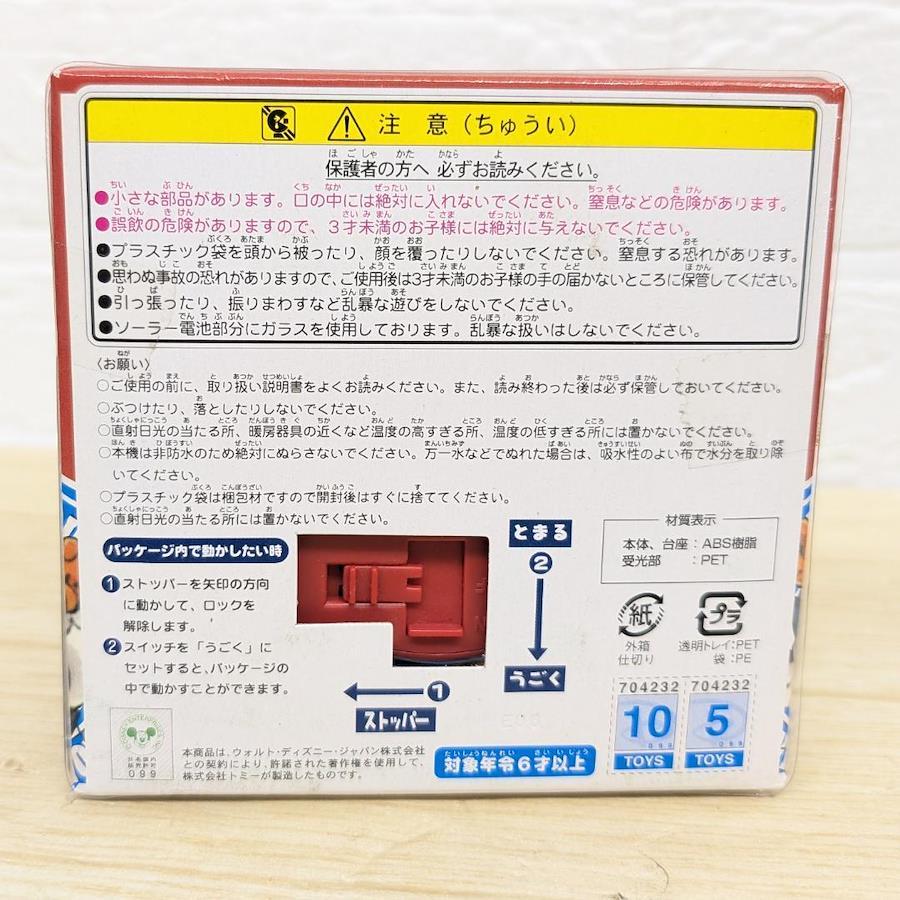 注 意（ちゅうい）
保護者の方へ 必ずお読みください。
●小さな部品があります。口の中には絶対に入れないでください。窒息などの危険があります。
●誤飲の危険がありますので、3才未満のお子様には絶対に与えないでください。
●プラスチック袋を頭から被ったり、顔を覆ったりしないでください。窒息する恐れがあります。
●思わぬ事故の恐れがありますので、ご使用後は3才未満のお子様の手の届かないところに保管してください。
●引っ張ったり、振りまわすなど乱暴な遊びをしないでください。
●ソーラー電池部分にガラスを使用しております。乱暴な扱いはしないでください。
〈お願い〉
○ご使用の前に、取り扱い説明書をよくお読みください。また、読み終わった後は必ず保管しておいてください。
○ぶつけたり、落としたりしないでください。
○直射日光の当たる所、暖房器具の近くなど温度の高すぎる所、温度の低すぎる所には置かないでください。
○本機は非防水のため絶対にぬらさないでください。万一水などでぬれた場合は、吸水性のよい布で水分を取り除
いてください。
○プラスチック袋は梱包材ですので開封後はすぐに捨ててください。
○直射日光の当たる所には置かないでください。
パッケージ内で動かしたい時
①ストッパーを矢印の方向
に動かして、ロックを
解除します。
②スイッチを「うごく」に
セットすると、パッケージの
中で動かすことができます。
とまる
②
うごく
①
ストッパー
材質表示
本体、台座：ABS樹脂
受光部 ：PET
紙
外箱
仕切り
プラ
透明トレイ:PET
袋:PE
704232
10
099
TOYS
704232
5
099
TOYS
たいしょうねんれい さい いじょう
対象年令6才以上
本商品は、ウォルト・ディズニー・ジャパン株式会社
との契約により、許諾された著作権を使用して、
株式会社トミーが製造したものです。
099